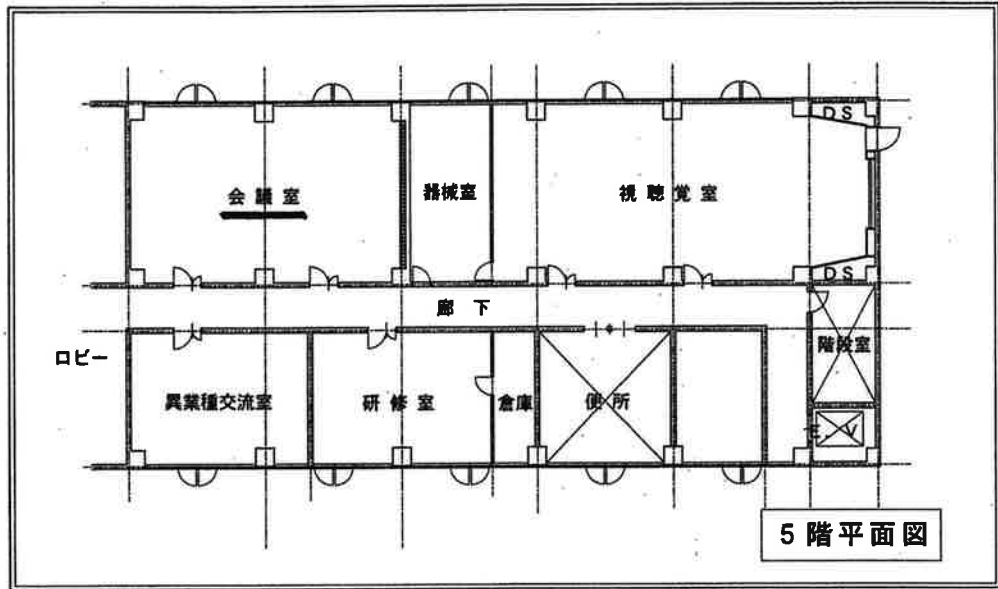 DS
会議室
器械室
視聴覚室
DS
廊下
ロビー
階段室
異業種交流室
研修室
倉庫
便所
E.V
5階平面図